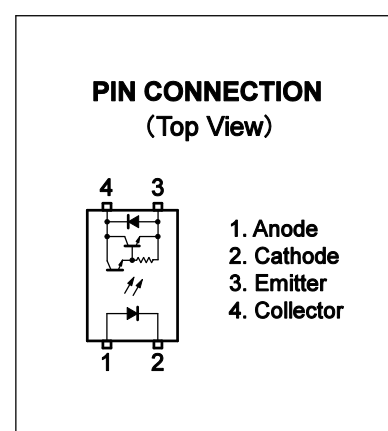 PIN CONNECTION
(Top View)
4 3
1. Anode
2. Cathode
3. Emitter
4. Collector
1 2